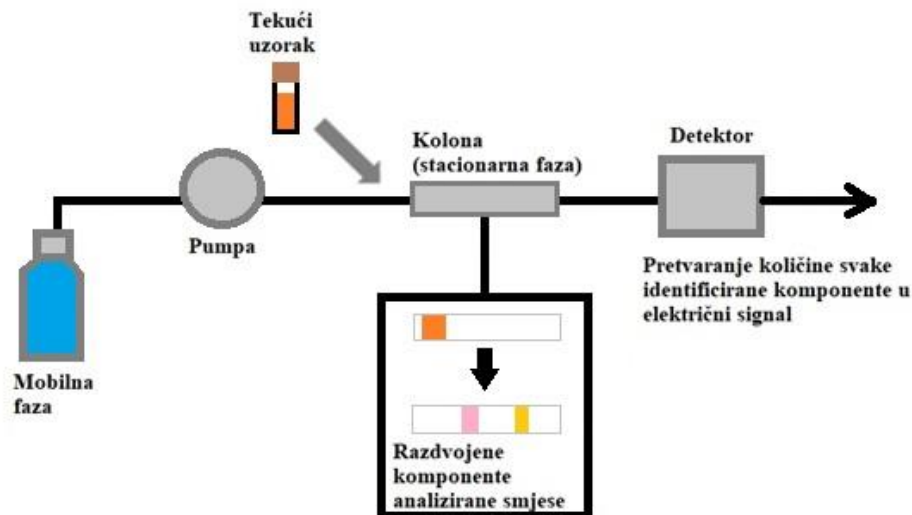 Tekući
uzorak
Kolona
(stacionarna faza)
Detektor
Pumpa
Pretvaranje količine svake
identificirane komponente u
električni signal
Mobilna
faza
Razdvojene
komponente
analizirane smjese